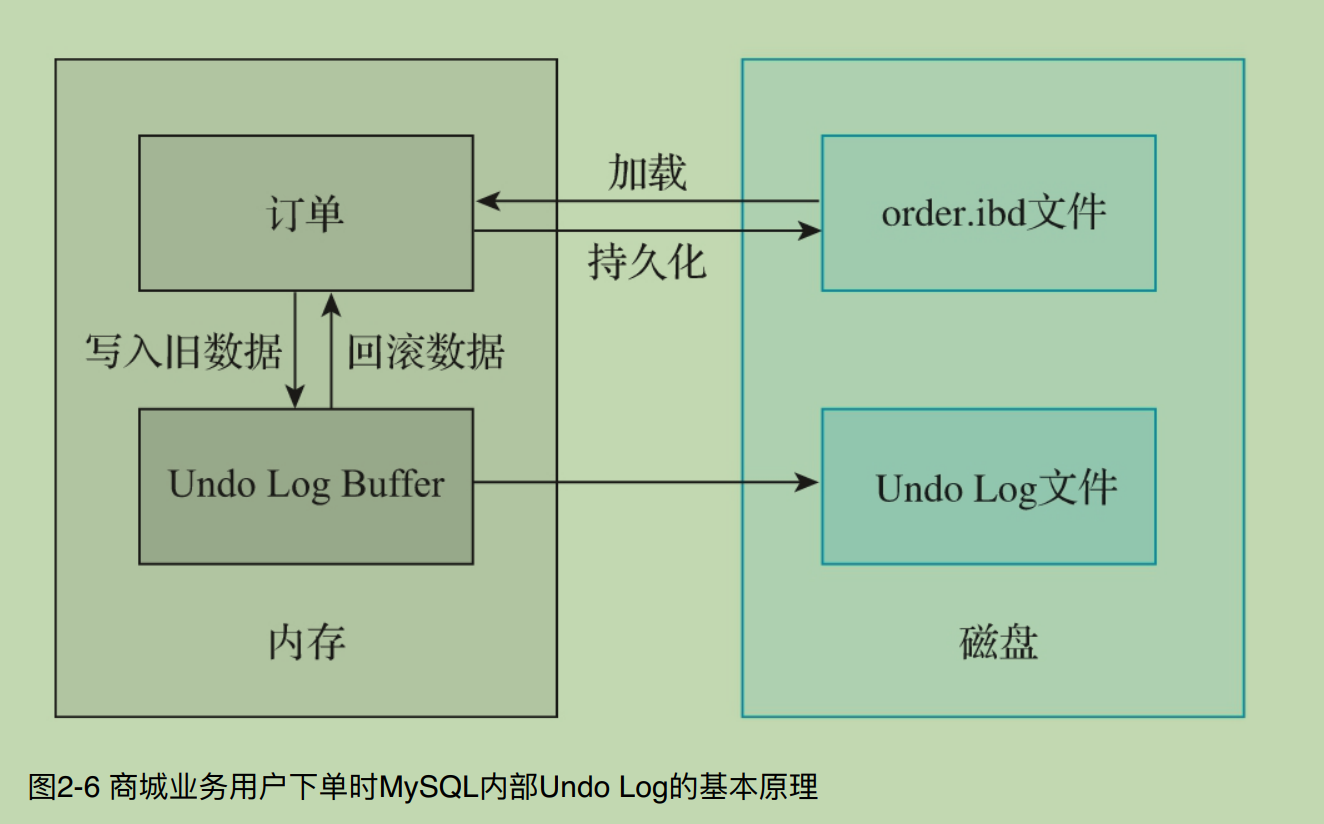 加载
订单
order.ibd文件
持久化
写入旧数据
回滚数据
Undo Log Buffer
Undo Log文件
内存
磁盘
图2-6 商城业务用户下单时MySQL内部Undo Log的基本原理